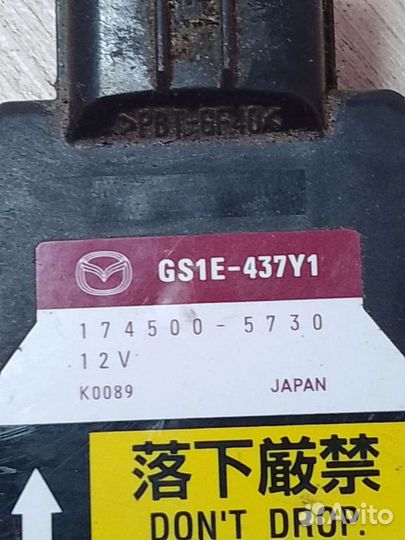 >PBT-GF40<
GS1E-437Y1
174500-5730
12V
K0089 JAPAN
落下厳禁
DON'T DROP.
Avito